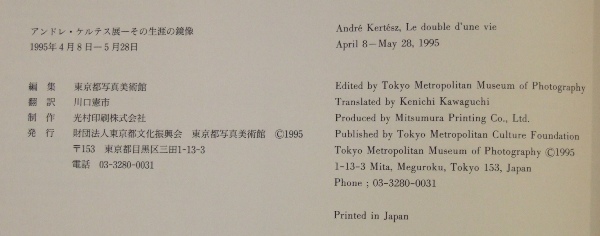 アンドレ・ケルテス展―その生涯の鏡像
1995年4月8日―5月28日
編　集　東京都写真美術館
翻　訳　川口憲市
制　作　光村印刷株式会社
発　行　財団法人東京都文化振興会　東京都写真美術館　©1995
〒153　東京都目黒区三田1-13-3
電話　03-3280-0031
André Kertész, Le double d'une vie
April 8—May 28, 1995
Edited by Tokyo Metropolitan Museum of Photography
Translated by Kenichi Kawaguchi
Produced by Mitsumura Printing Co., Ltd.
Published by Tokyo Metropolitan Culture Foundation
Tokyo Metropolitan Museum of Photography ©1995
1-13-3 Mita, Meguroku, Tokyo 153, Japan
Phone ; 03-3280-0031
Printed in Japan